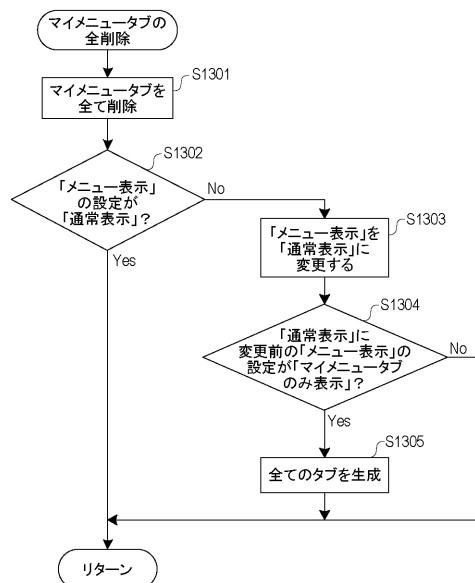 マイメニュータブの
全削除
S1301
マイメニュータブを
全て削除
S1302
「メニュー表示」
の設定が
「通常表示」?
No
Yes
S1303
「メニュー表示」を
「通常表示」に
変更する
S1304
「通常表示」に
変更前の「メニュー表示」の
設定が「マイメニュータブ
のみ表示」?
No
Yes
S1305
全てのタブを生成
リターン